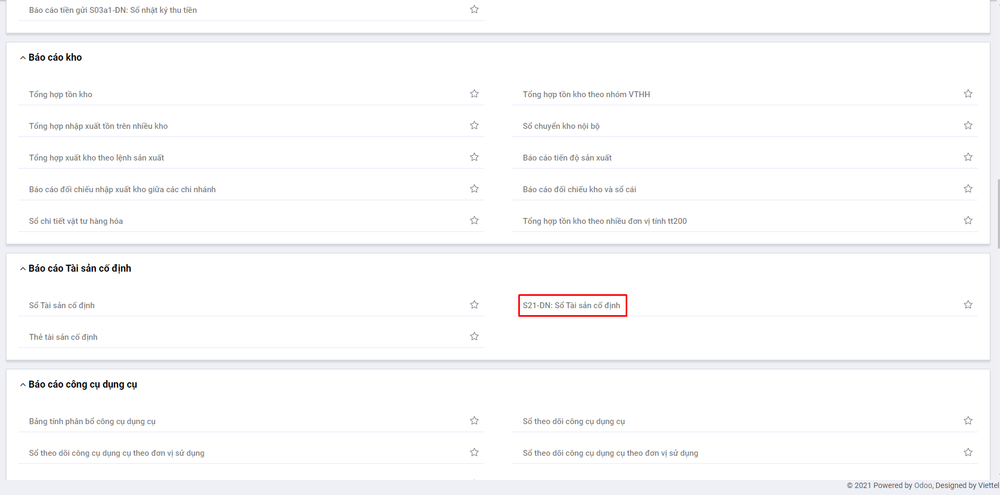 Báo cáo tiền gửi S03a1-DN: Sổ nhật ký thu tiền
Báo cáo kho
Tổng hợp tồn kho
Tổng hợp tồn kho theo nhóm VTHH
Tổng hợp nhập xuất tồn trên nhiều kho
Sổ chuyển kho nội bộ
Tổng hợp xuất kho theo lệnh sản xuất
Báo cáo tiến độ sản xuất
Báo cáo đối chiếu nhập xuất kho giữa các chi nhánh
Báo cáo đối chiếu kho và sổ cái
Sổ chi tiết vật tư hàng hóa
Tổng hợp tồn kho theo nhiều đơn vị tính tt200
Báo cáo Tài sản cố định
Sổ Tài sản cố định
S21-DN: Sổ Tài sản cố định
Thẻ tài sản cố định
Báo cáo công cụ dụng cụ
Bảng tính phân bổ công cụ dụng cụ
Sổ theo dõi công cụ dụng cụ
Sổ theo dõi công cụ dụng cụ theo đơn vị sử dụng
Sổ theo dõi công cụ dụng cụ theo đơn vị sử dụng
© 2021 Powered by Odoo, Designed by Viettel